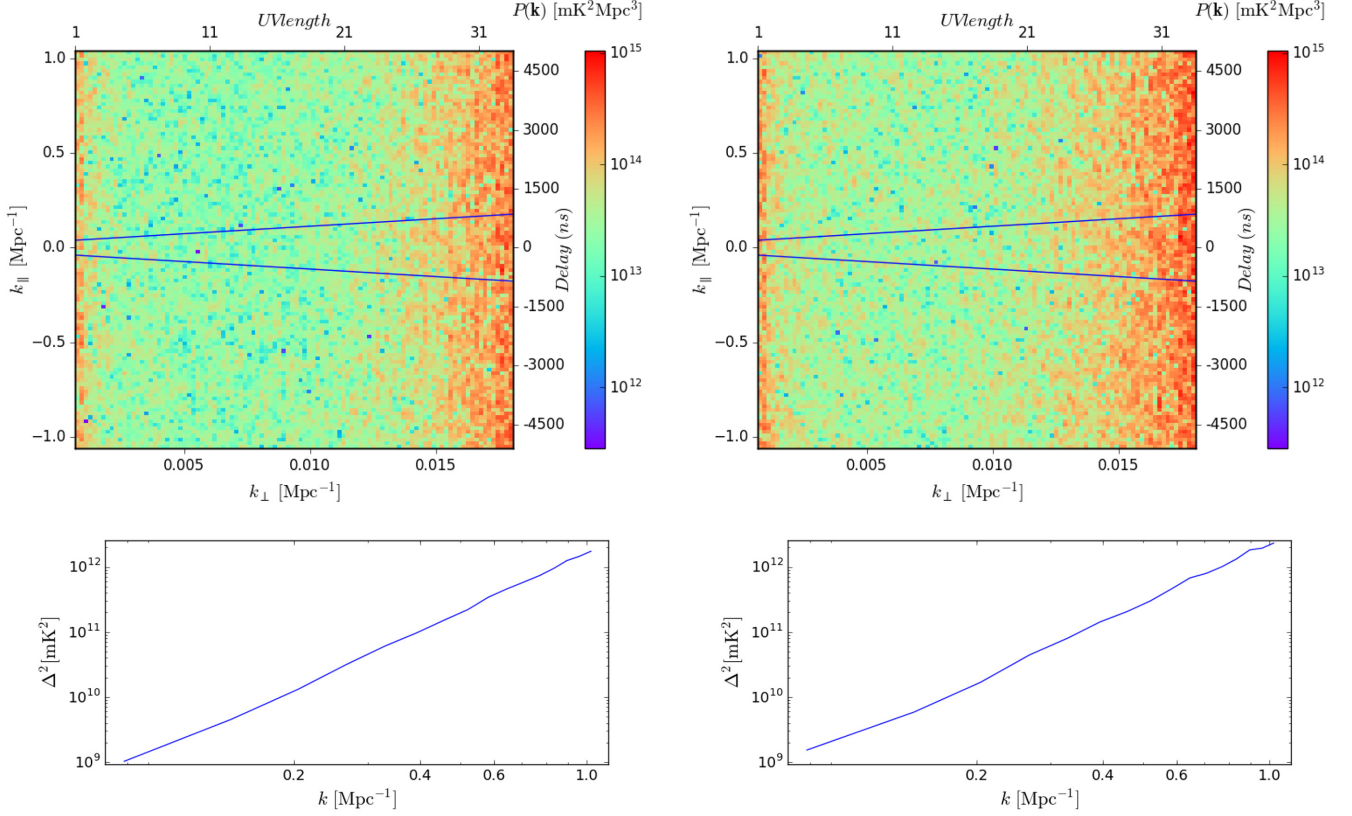 UVlength
P(k) [mK²Mpc³]
1 11 21 31
1.0
0.5
0.0
−0.5
−1.0
k∥ [Mpc⁻¹]
4500
3000
1500
0
−1500
−3000
−4500
Delay (ns)
10¹⁵
10¹⁴
10¹³
10¹²
0.005 0.010 0.015
k⊥ [Mpc⁻¹]
UVlength
P(k) [mK²Mpc³]
1 11 21 31
1.0
0.5
0.0
−0.5
−1.0
k∥ [Mpc⁻¹]
4500
3000
1500
0
−1500
−3000
−4500
Delay (ns)
10¹⁵
10¹⁴
10¹³
10¹²
0.005 0.010 0.015
k⊥ [Mpc⁻¹]
10¹²
10¹¹
10¹⁰
10⁹
Δ²[mK²]
0.2 0.4 0.6 1.0
k [Mpc⁻¹]
10¹²
10¹¹
10¹⁰
10⁹
Δ²[mK²]
0.2 0.4 0.6 1.0
k [Mpc⁻¹]